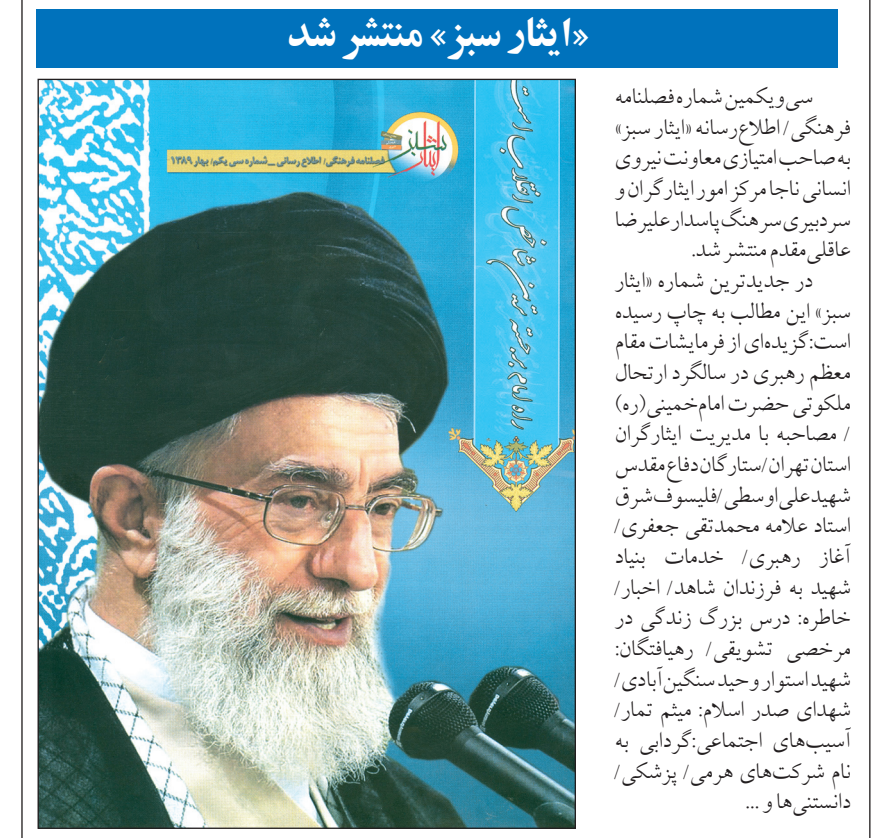 «ایثار سبز» منتشر شد
سی‌ویکمین شماره فصلنامه
فرهنگی/ اطلاع‌رسانه «ایثار سبز»
به صاحب امتیازی معاونت نیروی
انسانی ناجا مرکز امور ایثارگران و
سردبیری سرهنگ پاسدار علیرضا
عاقلی‌مقدم منتشر شد.
در جدیدترین شماره «ایثار
سبز» این مطالب به چاپ رسیده
است:گزیده‌ای از فرمایشات مقام
معظم رهبری در سالگرد ارتحال
ملکوتی حضرت امام‌خمینی(ره)
/ مصاحبه با مدیریت ایثارگران
استان تهران/ستارگان دفاع مقدس
شهید علی اوسطی/فلیسوف شرق
استاد علامه محمدتقی جعفری/
آغاز رهبری/ خدمات بنیاد
شهید به فرزندان شاهد/ اخبار/
خاطره: درس بزرگ زندگی در
مرخصی تشویقی/ رهیافتگان:
شهید استوار وحید سنگین‌آبادی/
شهدای صدر اسلام: میثم تمار/
آسیب‌های اجتماعی:گردابی به
نام شرکت‌های هرمی/ پزشکی/
دانستنی‌ها و ...
ایثار سبز
فصلنامه فرهنگی/ اطلاع رسانی _ شماره سی یکم/ بهار ۱۳۸۹